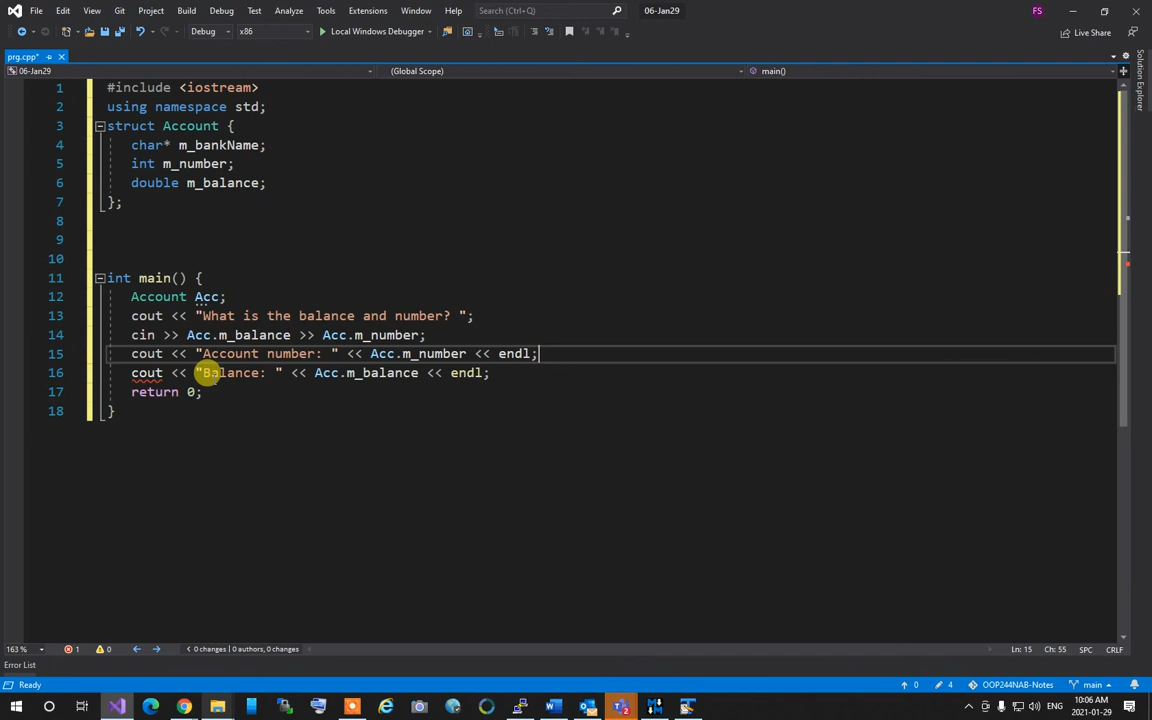 File Edit View Git Project Build Debug Test Analyze Tools Extensions Window Help Search (Ctrl+Q) 06-Jan29 FS
Debug x86 Local Windows Debugger Live Share
prg.cpp*
06-Jan29 (Global Scope) main()
Solution Explorer
1 #include <iostream>
2 using namespace std;
3 struct Account {
4 char* m_bankName;
5 int m_number;
6 double m_balance;
7 };
8
9
10
11 int main() {
12 Account Acc;
13 cout << "What is the balance and number? ";
14 cin >> Acc.m_balance >> Acc.m_number;
15 cout << "Account number: " << Acc.m_number << endl;
16 cout << "Balance: " << Acc.m_balance << endl;
17 return 0;
18 }
163 % 1 0 0 changes | 0 authors, 0 changes Ln: 15 Ch: 55 SPC CRLF
Error List
Ready 0 4 OOP244NAB-Notes main
ENG 10:06 AM
2021-01-29